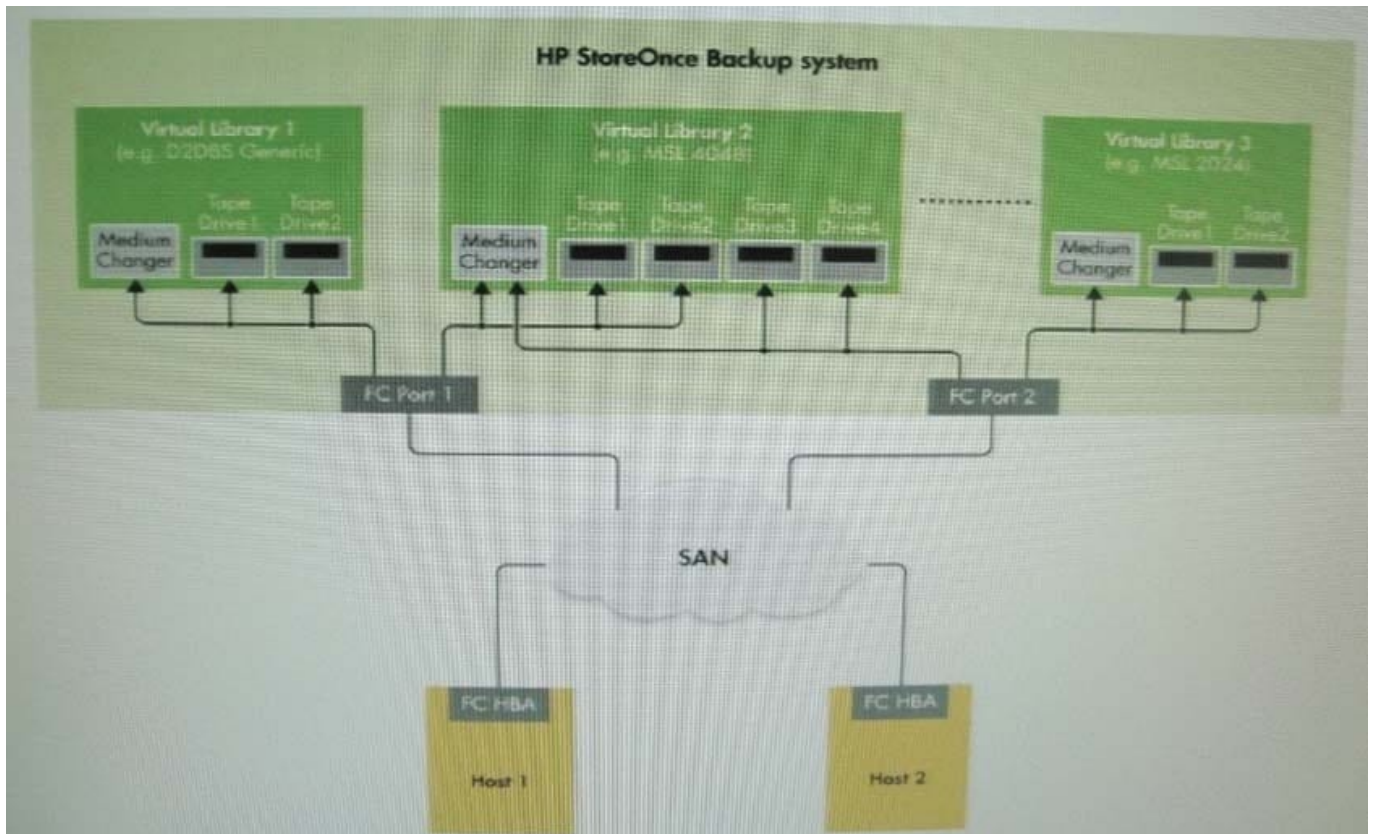 HP StoreOnce Backup system
Virtual Library 1
(e.g. D2DBS Generic)
Tape Drive1
Tape Drive2
Medium Changer
Virtual Library 2
(e.g. MSL 4048)
Tape Drive1
Tape Drive2
Tape Drive3
Tape Drive4
Medium Changer
Virtual Library 3
(e.g. MSL 2024)
Tape Drive1
Tape Drive2
Medium Changer
FC Port 1
FC Port 2
SAN
FC HBA
FC HBA
Host 1
Host 2